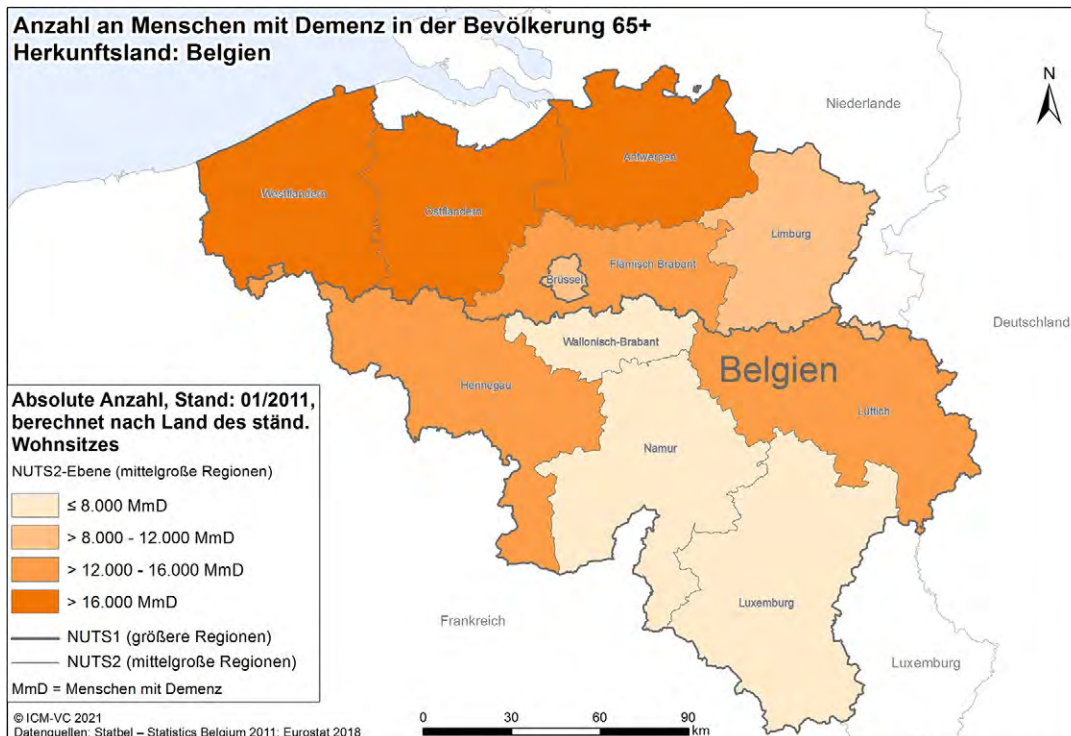 Anzahl an Menschen mit Demenz in der Bevölkerung 65+
Herkunftsland: Belgien
N
Niederlande
Antwerpen
Westflandern
Ostflandern
Limburg
Flämisch-Brabant
Brüssel
Deutschland
Wallonisch-Brabant
Belgien
Hennegau
Lüttich
Namur
Luxemburg
Frankreich
Luxemburg
Absolute Anzahl, Stand: 01/2011,
berechnet nach Land des ständ.
Wohnsitzes
NUTS2-Ebene (mittelgroße Regionen)
≤ 8.000 MmD
> 8.000 - 12.000 MmD
> 12.000 - 16.000 MmD
> 16.000 MmD
NUTS1 (größere Regionen)
NUTS2 (mittelgroße Regionen)
MmD = Menschen mit Demenz
© ICM-VC 2021
Datenquellen: Statbel – Statistics Belgium 2011; Eurostat 2018
0 30 60 90
km